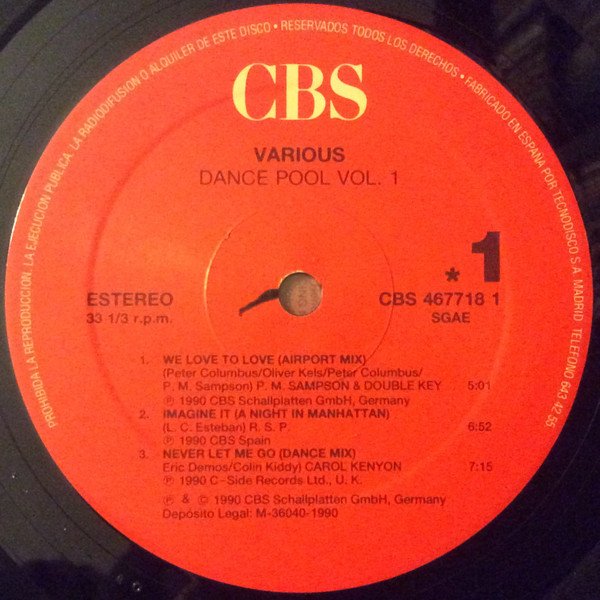 PROHIBIDA LA REPRODUCCION. LA EJECUCION PUBLICA. LA RADIODIFUSION O ALQUILER DE ESTE DISCO • RESERVADOS TODOS LOS DERECHOS • FABRICADO EN ESPAÑA POR TECNODISCO S.A. MADRID TELEFONO 643 42 56
CBS
VARIOUS
DANCE POOL VOL. 1
* 1
ESTEREO CBS 467718 1
33 1/3 r.p.m. SGAE
1. WE LOVE TO LOVE (AIRPORT MIX)
(Peter Columbus/Oliver Kels/Peter Columbus/
P. M. Sampson) P. M. SAMPSON & DOUBLE KEY 5:01
℗ 1990 CBS Schallplatten GmbH, Germany
2. IMAGINE IT (A NIGHT IN MANHATTAN)
(L. C. Esteban) R. S. P. 6:52
℗ 1990 CBS Spain
3. NEVER LET ME GO (DANCE MIX)
Eric Demos/Colin Kiddy) CAROL KENYON 7:15
℗ 1990 C-Side Records Ltd., U. K.
℗ & © 1990 CBS Schallplatten GmbH, Germany
Depósito Legal: M-36040-1990